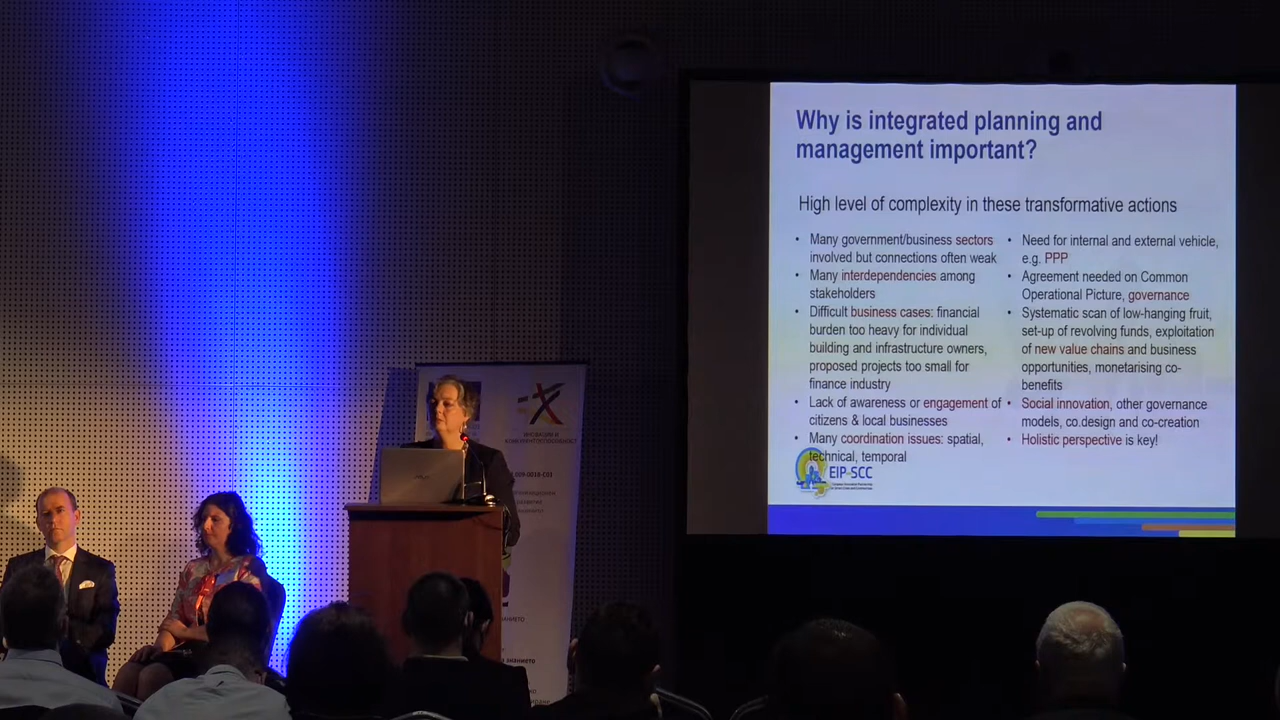 Why is integrated planning and
management important?
High level of complexity in these transformative actions
• Many government/business sectors
involved but connections often weak
• Many interdependencies among
stakeholders
• Difficult business cases: financial
burden too heavy for individual
building and infrastructure owners,
proposed projects too small for
finance industry
• Lack of awareness or engagement of
citizens & local businesses
• Many coordination issues: spatial,
technical, temporal
• Need for internal and external vehicle,
e.g. PPP
• Agreement needed on Common
Operational Picture, governance
• Systematic scan of low-hanging fruit,
set-up of revolving funds, exploitation
of new value chains and business
opportunities, monetarising co-
benefits
• Social innovation, other governance
models, co.design and co-creation
• Holistic perspective is key!
EIP-SCC
ИНОВАЦИИ И
КОНКУРЕНТОСПОСОБНОСТ